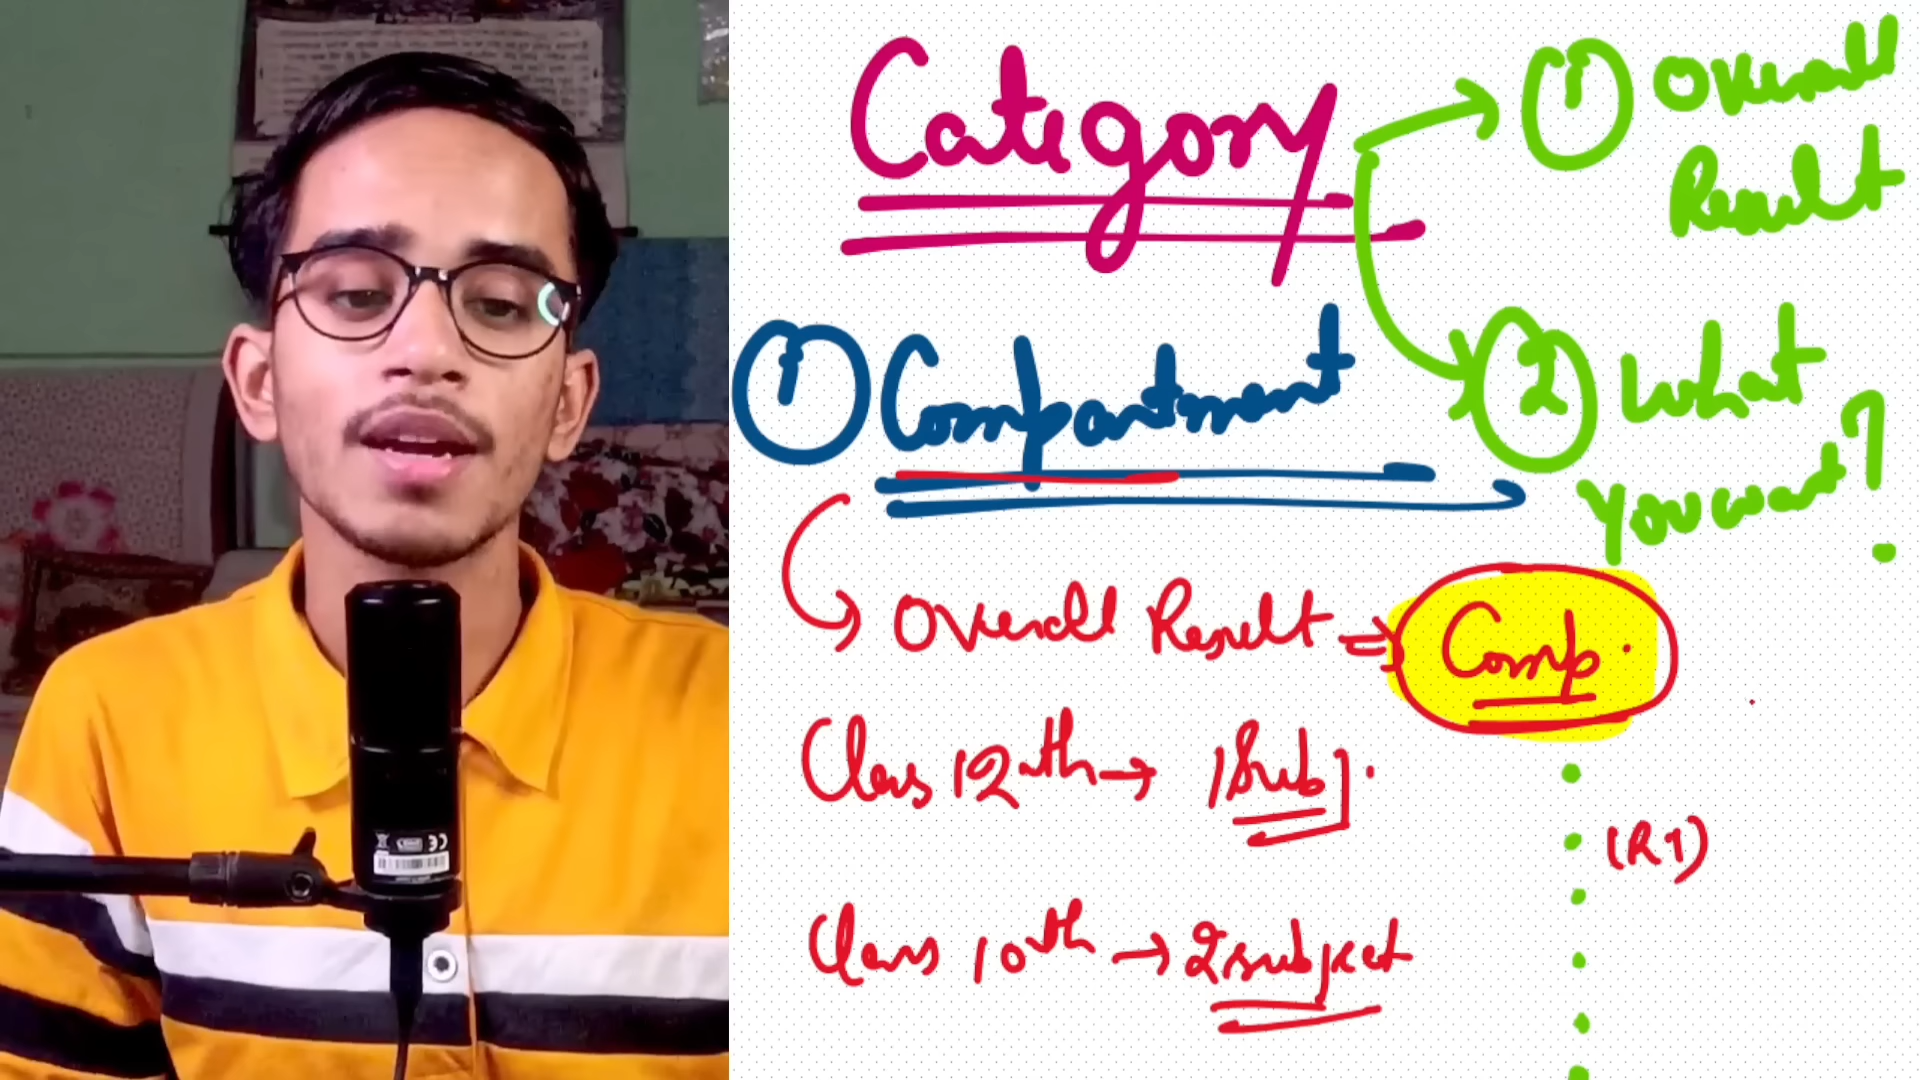 Category
① Overall
Result
② What
you want?
① Compartment
Overall Result ⇒ Comp.
Class 12th → 1 Subj.
(R1)
Class 10th → 2 subject